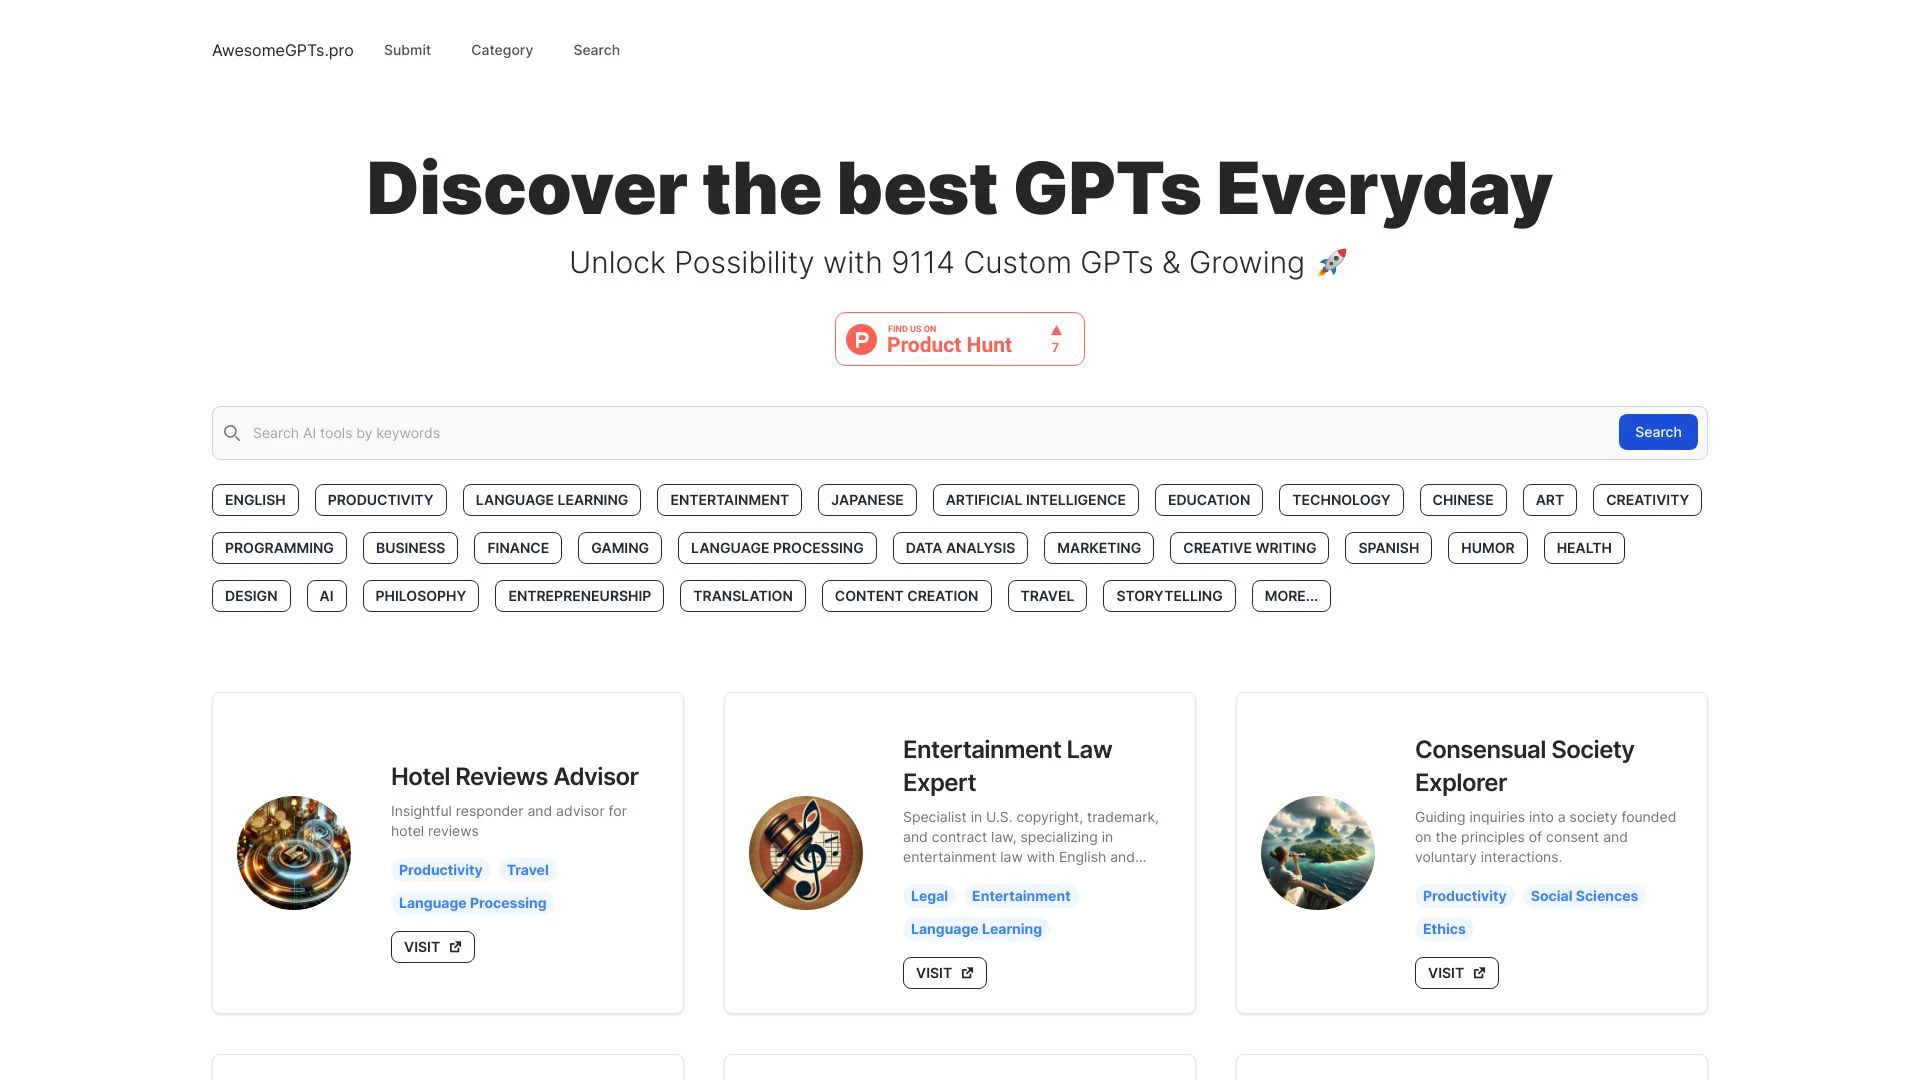 AwesomeGPTs.pro Submit Category Search
Discover the best GPTs Everyday
Unlock Possibility with 9114 Custom GPTs & Growing 🚀
FIND US ON
Product Hunt
7
Search AI tools by keywords
Search
ENGLISH PRODUCTIVITY LANGUAGE LEARNING ENTERTAINMENT JAPANESE ARTIFICIAL INTELLIGENCE EDUCATION TECHNOLOGY CHINESE ART CREATIVITY
PROGRAMMING BUSINESS FINANCE GAMING LANGUAGE PROCESSING DATA ANALYSIS MARKETING CREATIVE WRITING SPANISH HUMOR HEALTH
DESIGN AI PHILOSOPHY ENTREPRENEURSHIP TRANSLATION CONTENT CREATION TRAVEL STORYTELLING MORE...
Hotel Reviews Advisor
Insightful responder and advisor for
hotel reviews
Productivity Travel
Language Processing
VISIT
Entertainment Law
Expert
Specialist in U.S. copyright, trademark,
and contract law, specializing in
entertainment law with English and...
Legal Entertainment
Language Learning
VISIT
Consensual Society
Explorer
Guiding inquiries into a society founded
on the principles of consent and
voluntary interactions.
Productivity Social Sciences
Ethics
VISIT